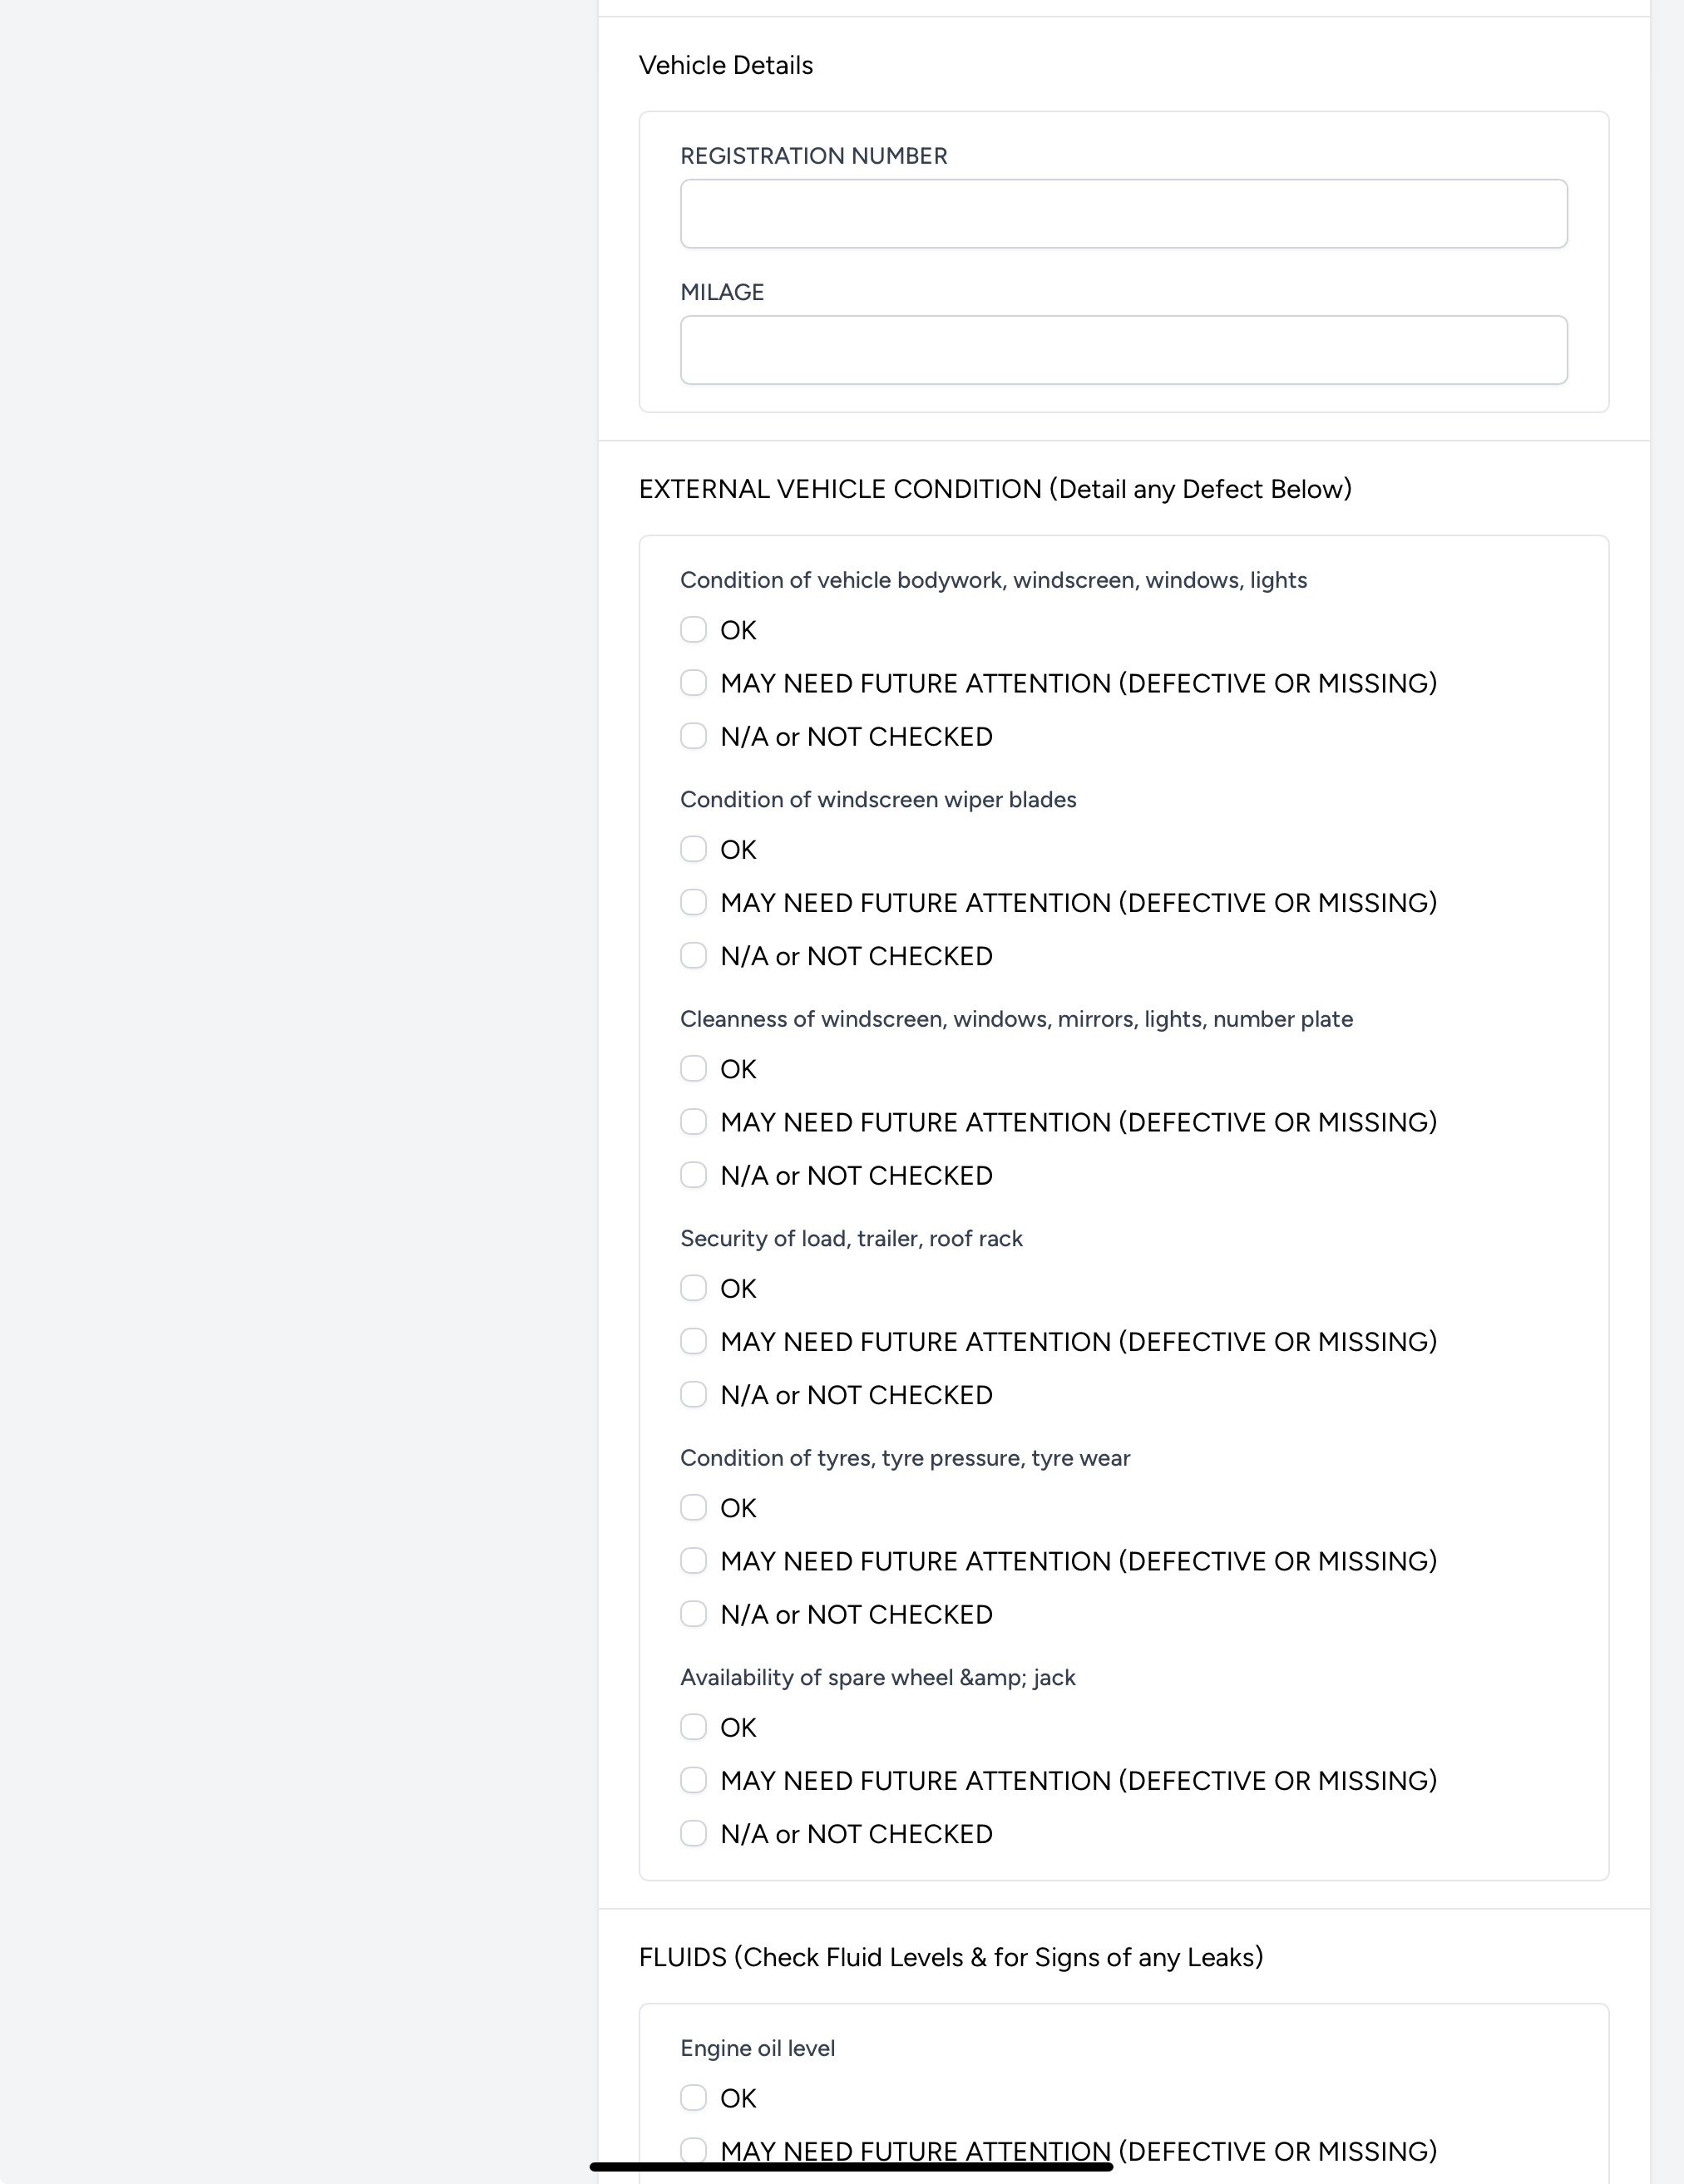 Vehicle Details
REGISTRATION NUMBER
MILAGE
EXTERNAL VEHICLE CONDITION (Detail any Defect Below)
Condition of vehicle bodywork, windscreen, windows, lights
OK
MAY NEED FUTURE ATTENTION (DEFECTIVE OR MISSING)
N/A or NOT CHECKED
Condition of windscreen wiper blades
OK
MAY NEED FUTURE ATTENTION (DEFECTIVE OR MISSING)
N/A or NOT CHECKED
Cleanness of windscreen, windows, mirrors, lights, number plate
OK
MAY NEED FUTURE ATTENTION (DEFECTIVE OR MISSING)
N/A or NOT CHECKED
Security of load, trailer, roof rack
OK
MAY NEED FUTURE ATTENTION (DEFECTIVE OR MISSING)
N/A or NOT CHECKED
Condition of tyres, tyre pressure, tyre wear
OK
MAY NEED FUTURE ATTENTION (DEFECTIVE OR MISSING)
N/A or NOT CHECKED
Availability of spare wheel &amp; jack
OK
MAY NEED FUTURE ATTENTION (DEFECTIVE OR MISSING)
N/A or NOT CHECKED
FLUIDS (Check Fluid Levels & for Signs of any Leaks)
Engine oil level
OK
MAY NEED FUTURE ATTENTION (DEFECTIVE OR MISSING)